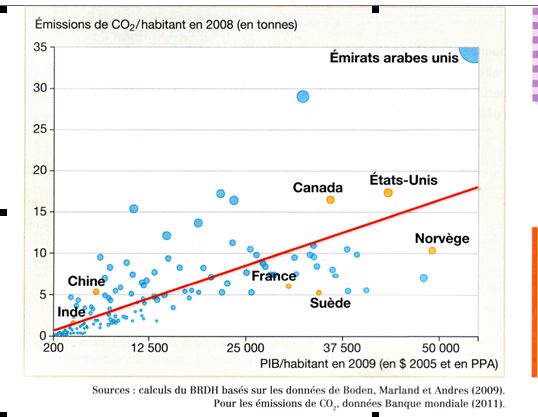 Émissions de CO₂/habitant en 2008 (en tonnes)
35
Émirats arabes unis
30
25
20
États-Unis
Canada
15
Norvège
10
France
Chine
5
Suède
Inde
0
200
12 500
25 000
37 500
50 000
PIB/habitant en 2009 (en $ 2005 et en PPA)
Sources : calculs du BRDH basés sur les données de Boden, Marland et Andres (2009).
Pour les émissions de CO₂, données Banque mondiale (2011).